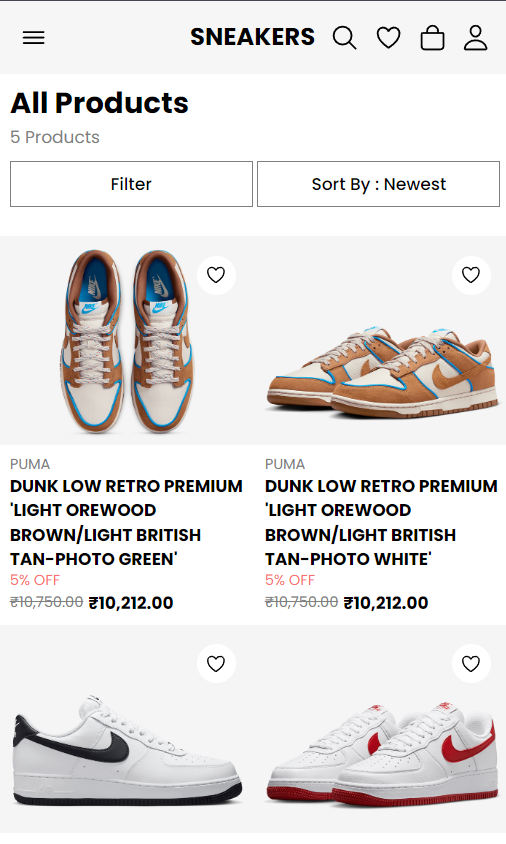 SNEAKERS
All Products
5 Products
Filter
Sort By : Newest
PUMA
DUNK LOW RETRO PREMIUM
'LIGHT OREWOOD
BROWN/LIGHT BRITISH
TAN-PHOTO GREEN'
5% OFF
₹10,750.00 ₹10,212.00
PUMA
DUNK LOW RETRO PREMIUM
'LIGHT OREWOOD
BROWN/LIGHT BRITISH
TAN-PHOTO WHITE'
5% OFF
₹10,750.00 ₹10,212.00